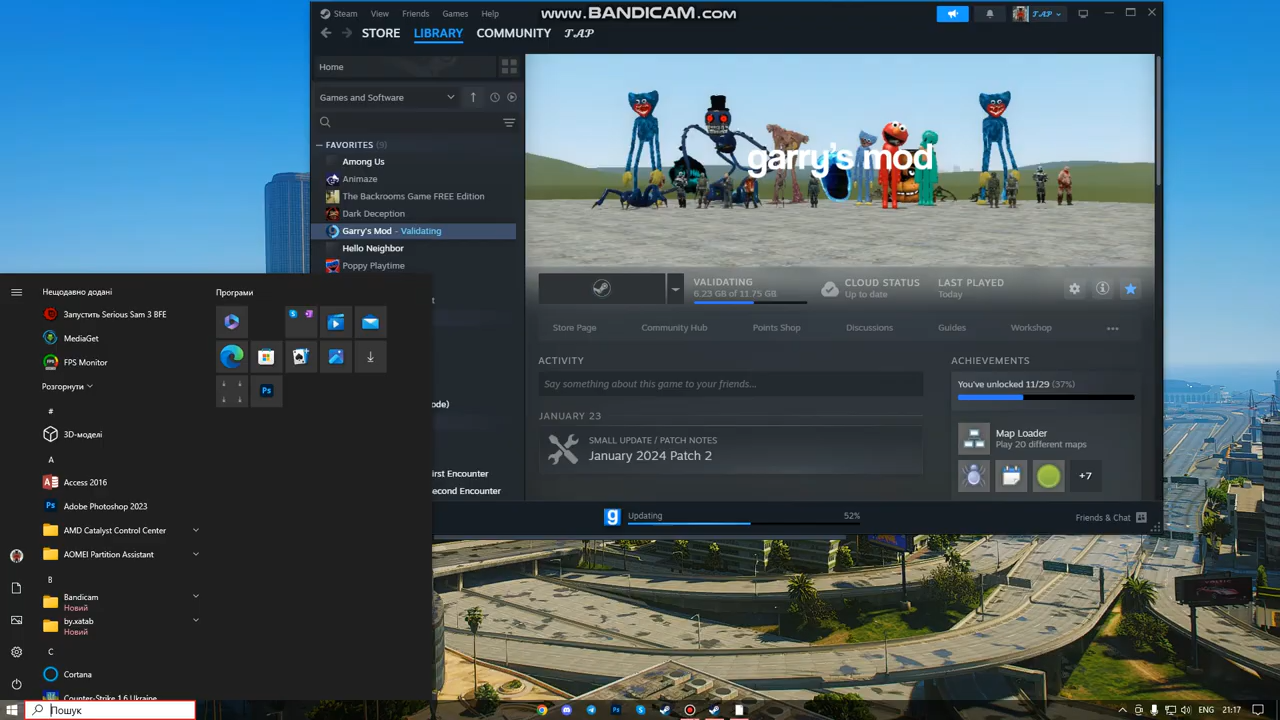 www.BANDICAM.com
Steam View Friends Games Help
TAP
STORE LIBRARY COMMUNITY TAP
Home
Games and Software
FAVORITES (9)
Among Us
Animaze
The Backrooms Game FREE Edition
Dark Deception
Garry's Mod - Validating
Hello Neighbor
Poppy Playtime
ode)
irst Encounter
econd Encounter
garry's mod
VALIDATING
6.23 GB of 11.75 GB
CLOUD STATUS
Up to date
LAST PLAYED
Today
Store Page Community Hub Points Shop Discussions Guides Workshop
ACTIVITY
Say something about this game to your friends...
JANUARY 23
SMALL UPDATE / PATCH NOTES
January 2024 Patch 2
ACHIEVEMENTS
You've unlocked 11/29 (37%)
Map Loader
Play 20 different maps
+7
g
Updating 52%
Friends & Chat
Нещодавно додані
Запустить Serious Sam 3 BFE
MediaGet
FPS Monitor
Розгорнути
#
3D-моделі
A
Access 2016
Adobe Photoshop 2023
AMD Catalyst Control Center
AOMEI Partition Assistant
B
Bandicam
Новий
by.xatab
Новий
C
Cortana
Counter-Strike 1.6 Ukraine
Програми
Ps
Пошук
ENG 21:17